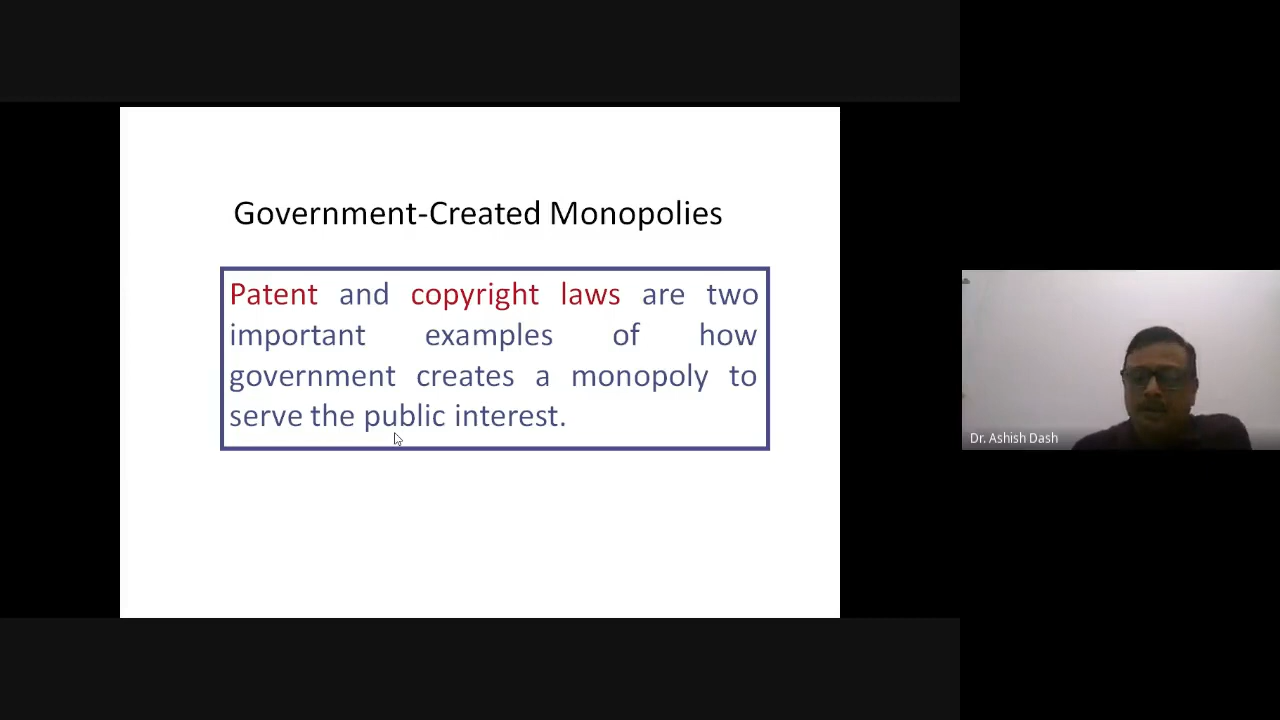 Government-Created Monopolies
Patent and copyright laws are two
important examples of how
government creates a monopoly to
serve the public interest.
Dr. Ashish Dash